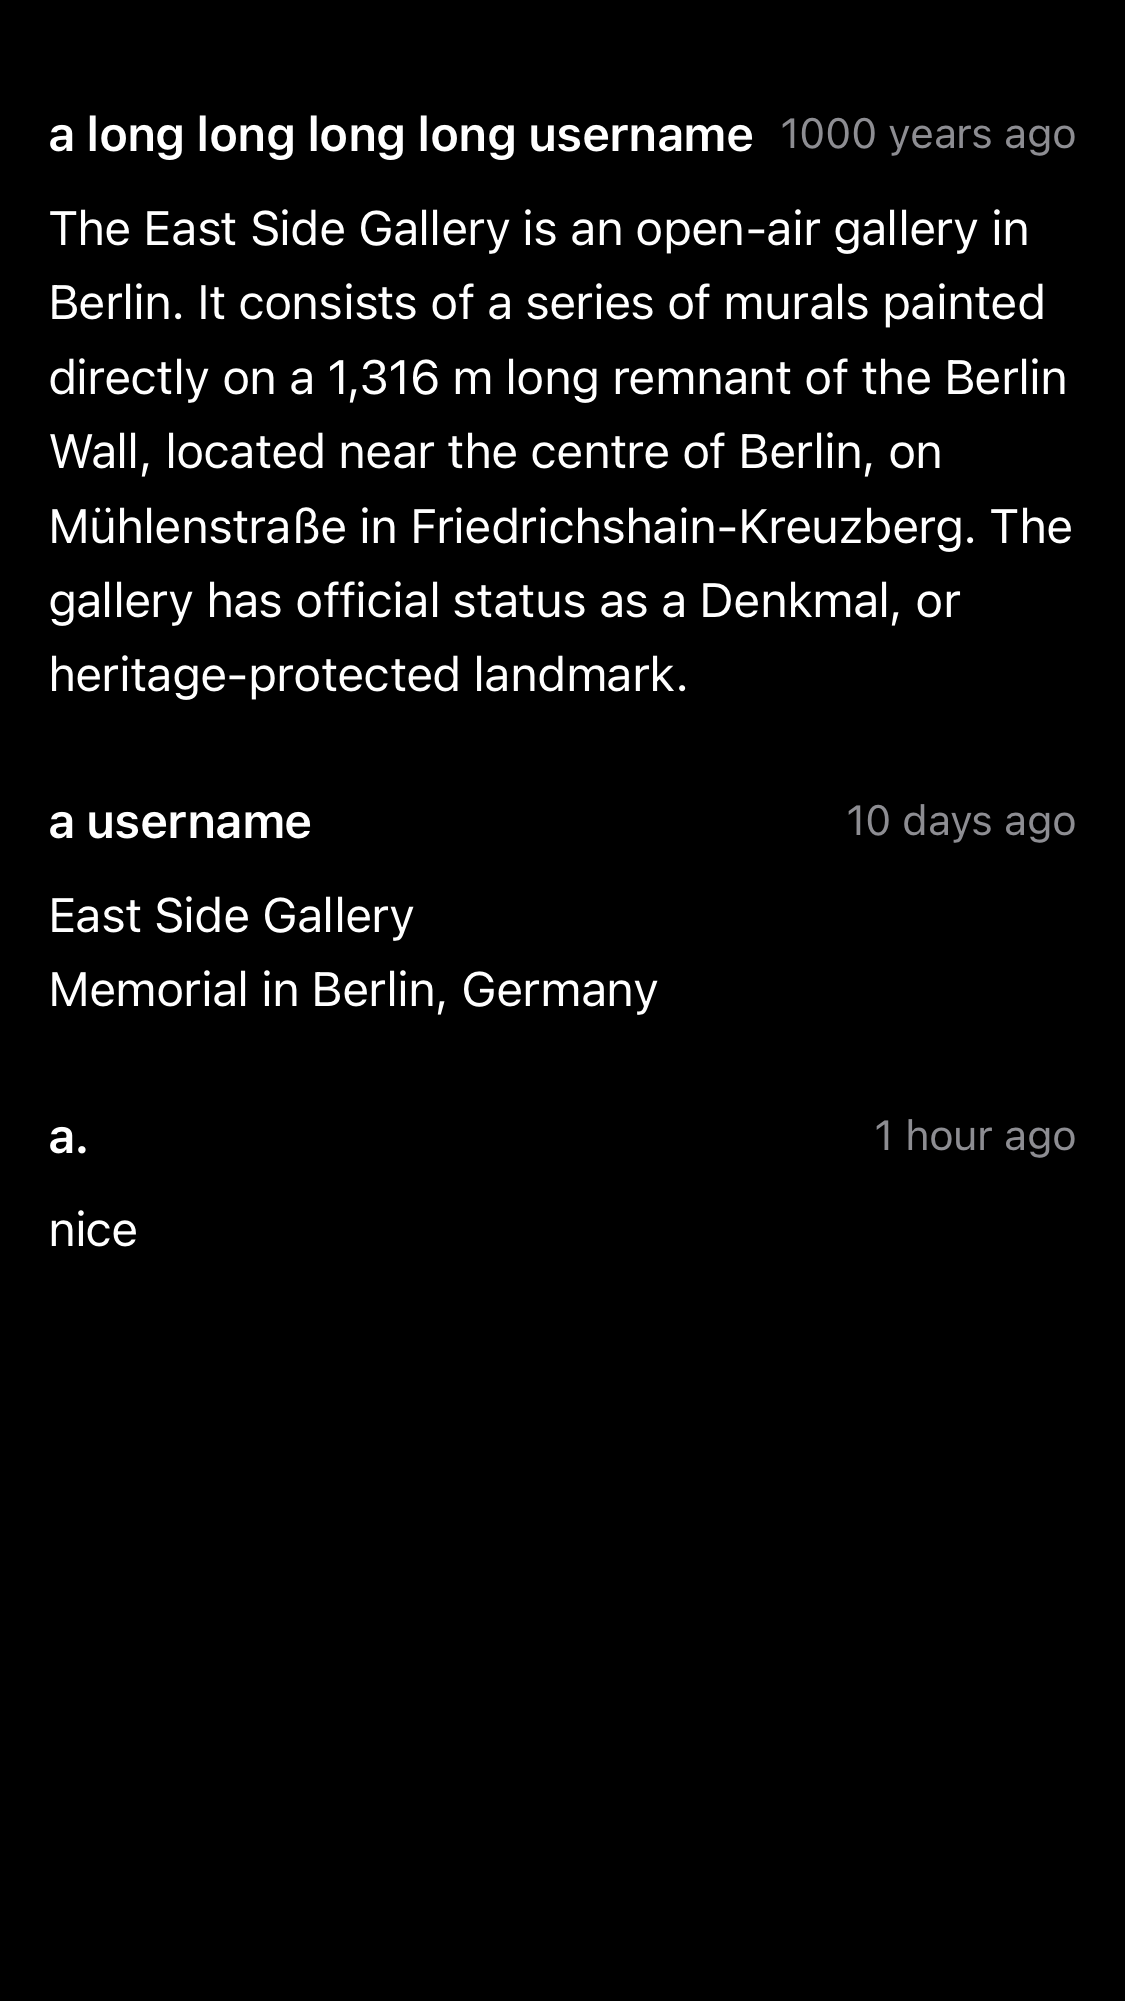 a long long long long username 1000 years ago
The East Side Gallery is an open-air gallery in
Berlin. It consists of a series of murals painted
directly on a 1,316 m long remnant of the Berlin
Wall, located near the centre of Berlin, on
Mühlenstraße in Friedrichshain-Kreuzberg. The
gallery has official status as a Denkmal, or
heritage-protected landmark.
a username 10 days ago
East Side Gallery
Memorial in Berlin, Germany
a. 1 hour ago
nice